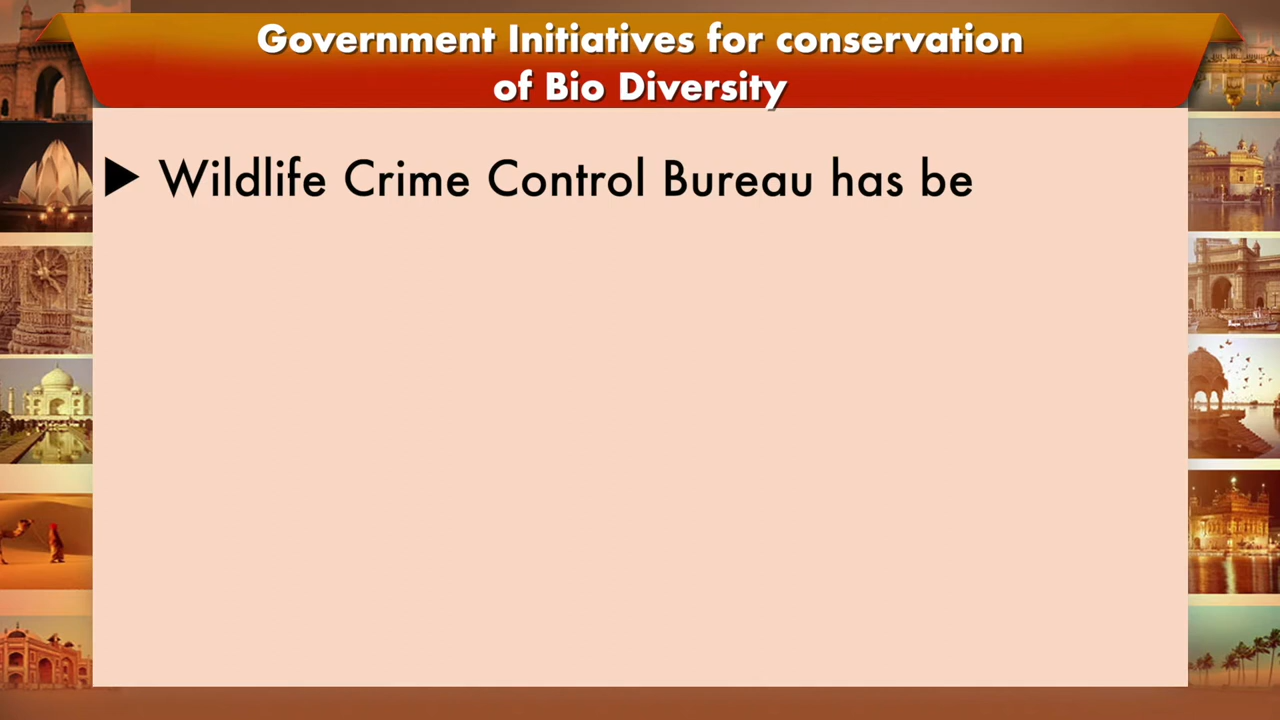 Government Initiatives for conservation
of Bio Diversity
▶ Wildlife Crime Control Bureau has be